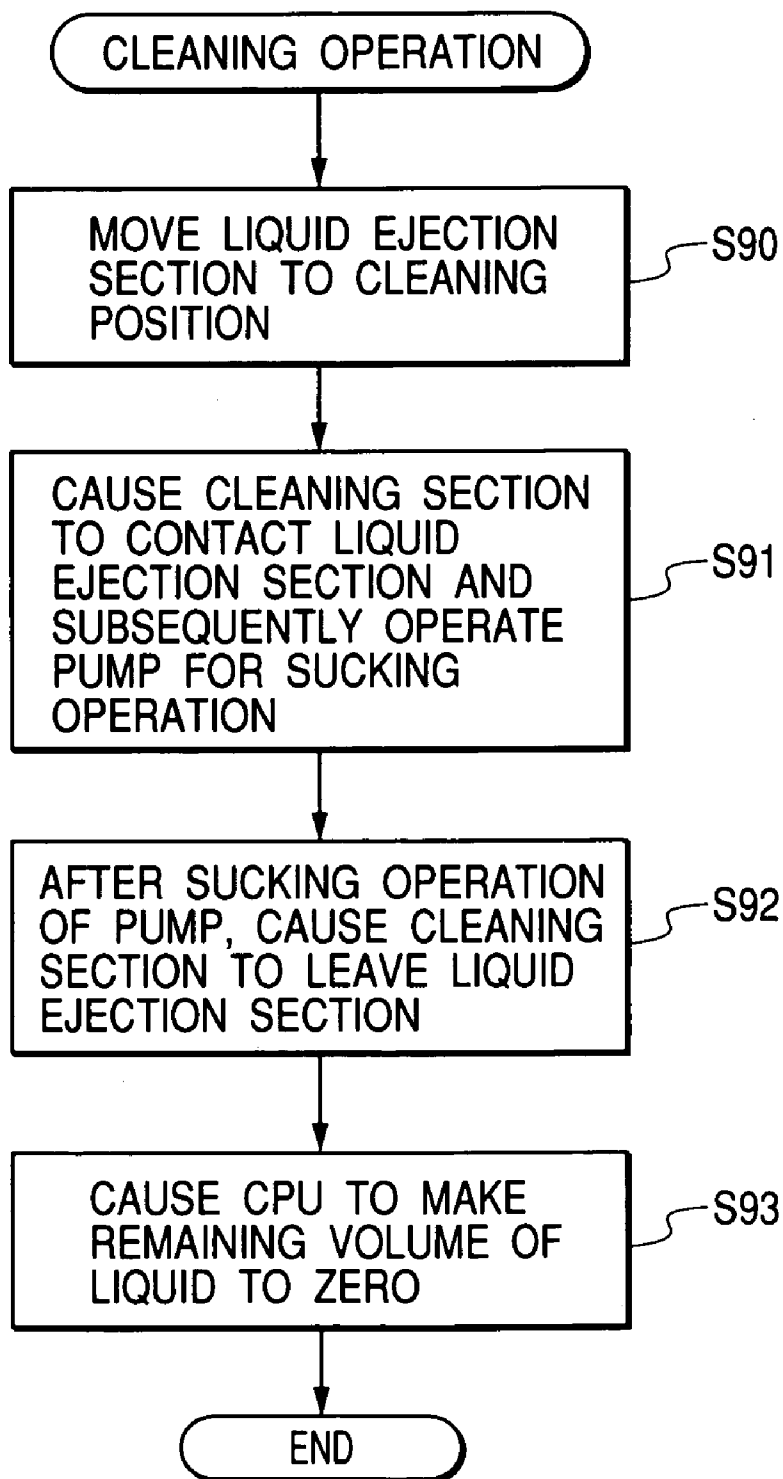 CLEANING OPERATION
MOVE LIQUID EJECTION
SECTION TO CLEANING
POSITION
S90
CAUSE CLEANING SECTION
TO CONTACT LIQUID
EJECTION SECTION AND
SUBSEQUENTLY OPERATE
PUMP FOR SUCKING
OPERATION
S91
AFTER SUCKING OPERATION
OF PUMP, CAUSE CLEANING
SECTION TO LEAVE LIQUID
EJECTION SECTION
S92
CAUSE CPU TO MAKE
REMAINING VOLUME OF
LIQUID TO ZERO
S93
END